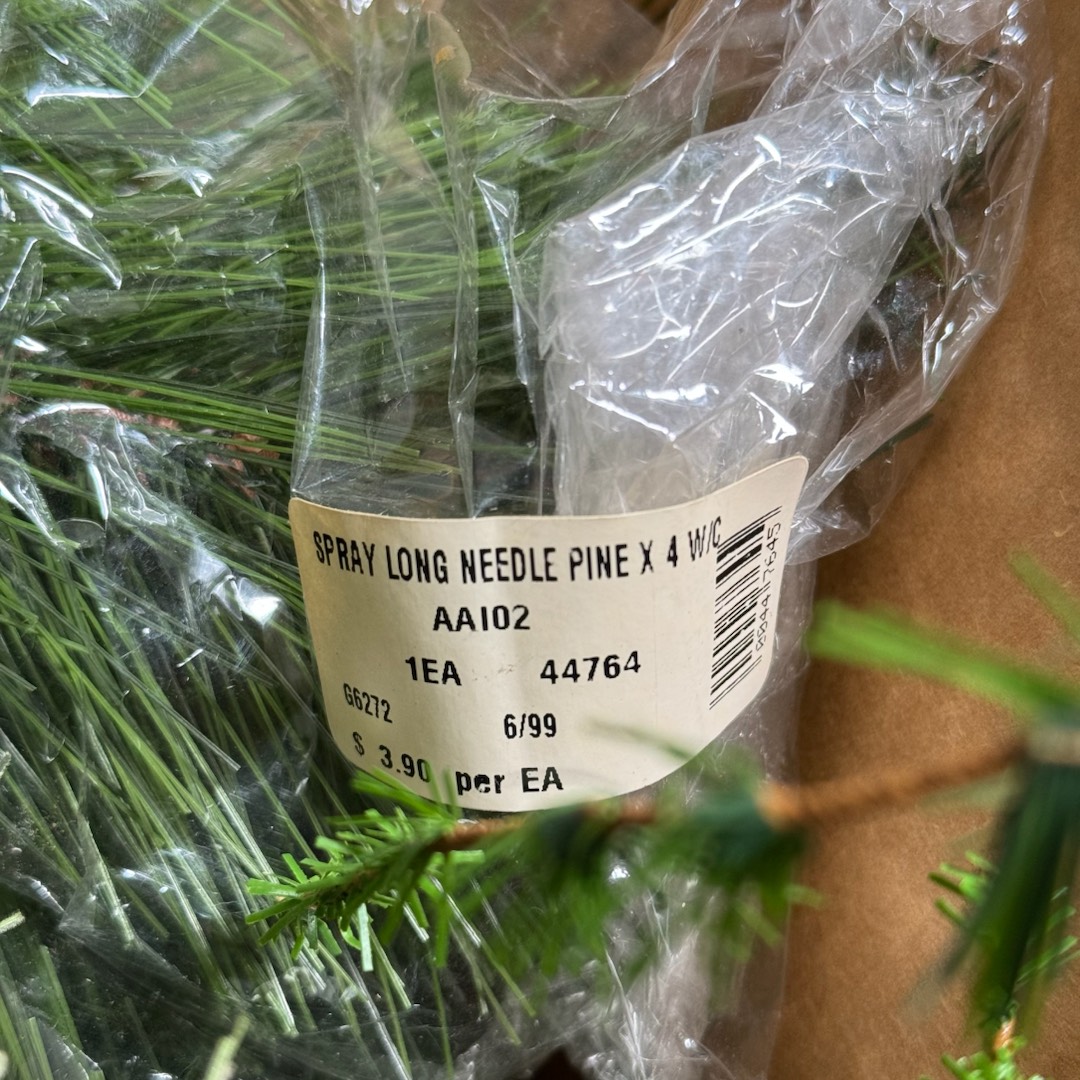 SPRAY LONG NEEDLE PINE X 4 W/C
AA102
1EA 44764
G6272
6/99
$ 3.90 per EA